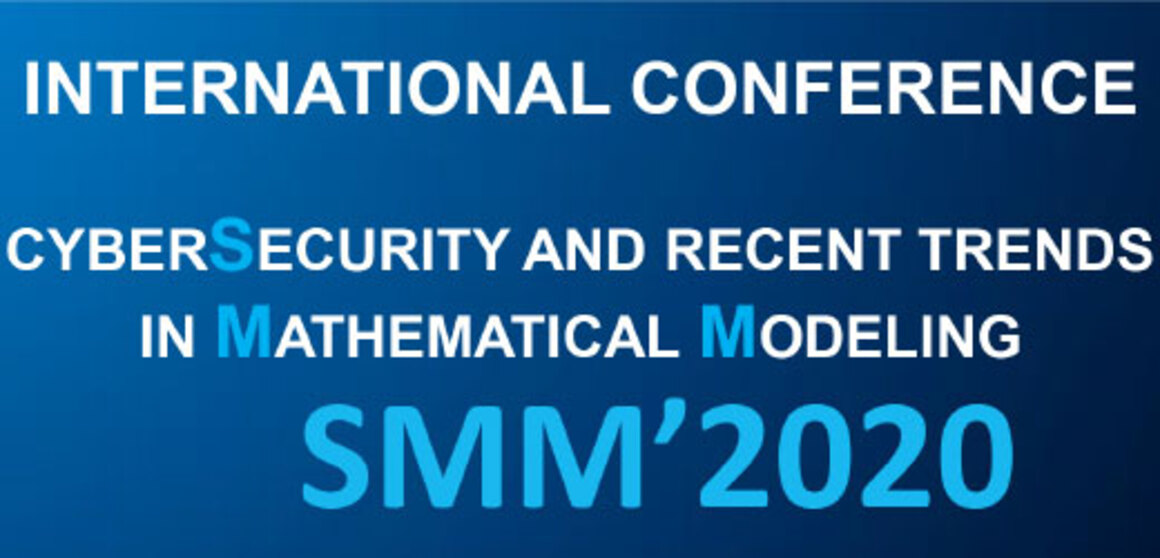 INTERNATIONAL CONFERENCE
CYBERSECURITY AND RECENT TRENDS
IN MATHEMATICAL MODELING
SMM’2020